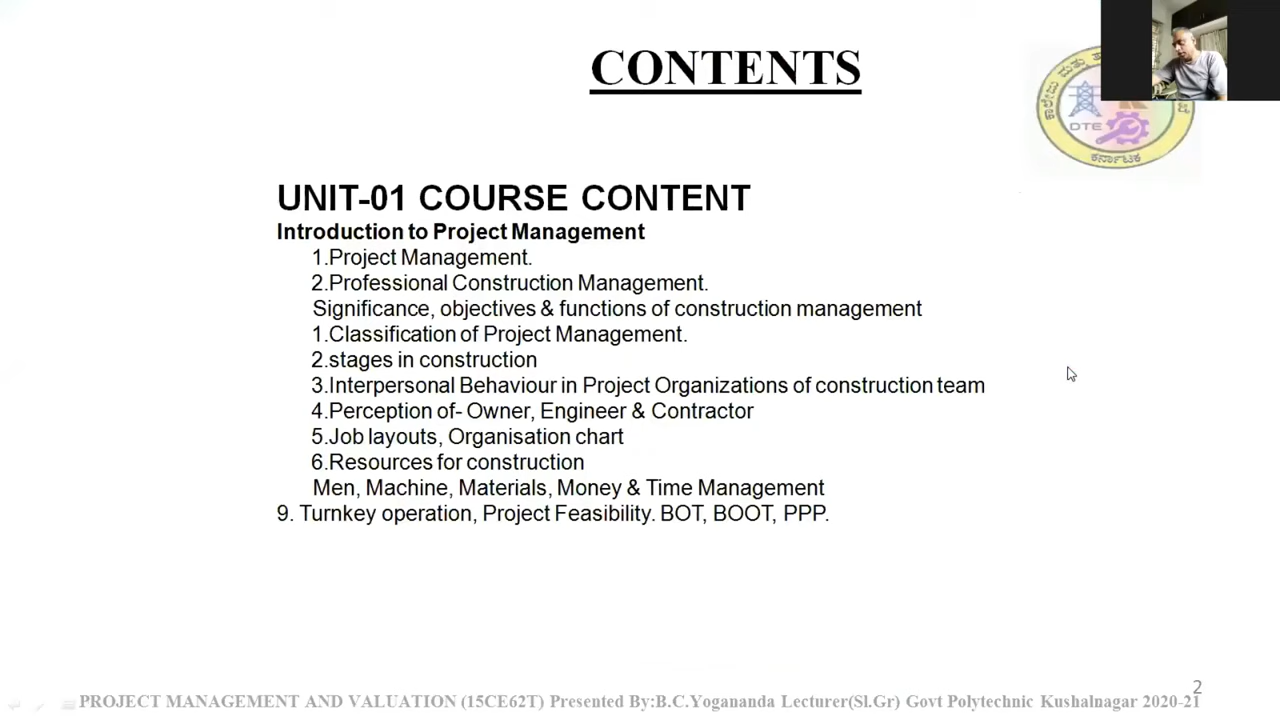 CONTENTS
DTE
ಕರ್ನಾಟಕ
UNIT-01 COURSE CONTENT
Introduction to Project Management
1.Project Management.
2.Professional Construction Management.
Significance, objectives & functions of construction management
1.Classification of Project Management.
2.stages in construction
3.Interpersonal Behaviour in Project Organizations of construction team
4.Perception of- Owner, Engineer & Contractor
5.Job layouts, Organisation chart
6.Resources for construction
Men, Machine, Materials, Money & Time Management
9. Turnkey operation, Project Feasibility. BOT, BOOT, PPP.
2
PROJECT MANAGEMENT AND VALUATION (15CE62T) Presented By:B.C.Yogananda Lecturer(Sl.Gr) Govt Polytechnic Kushalnagar 2020-21